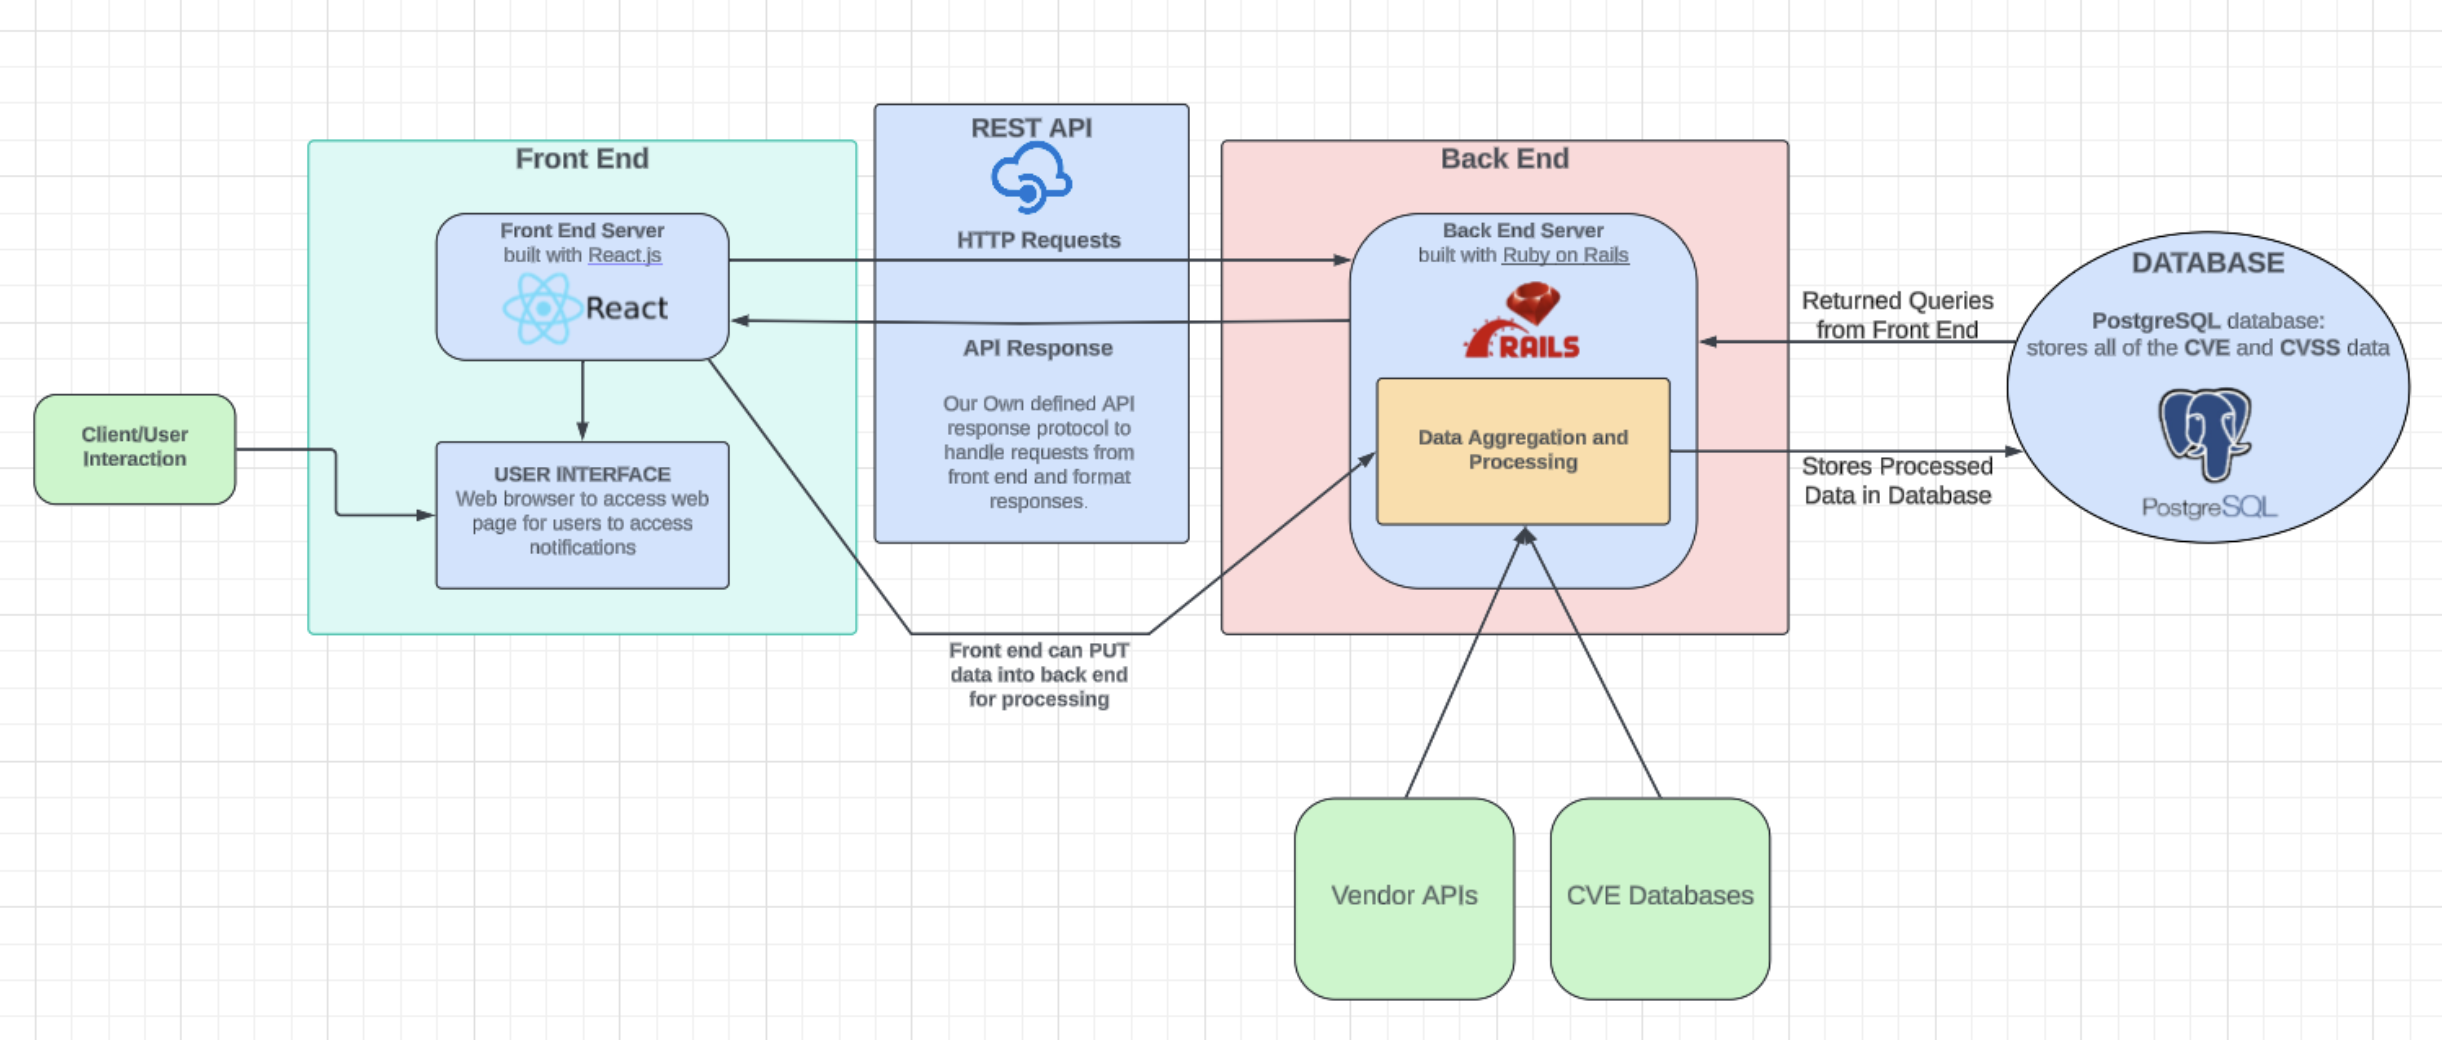 Client/User
Interaction
Front End
Front End Server
built with React.js
React
USER INTERFACE
Web browser to access web
page for users to access
notifications
REST API
HTTP Requests
API Response
Our Own defined API
response protocol to
handle requests from
front end and format
responses.
Front end can PUT
data into back end
for processing
Back End
Back End Server
built with Ruby on Rails
RAILS
Data Aggregation and
Processing
Vendor APIs
CVE Databases
Returned Queries
from Front End
Stores Processed
Data in Database
DATABASE
PostgreSQL database:
stores all of the CVE and CVSS data
PostgreSQL